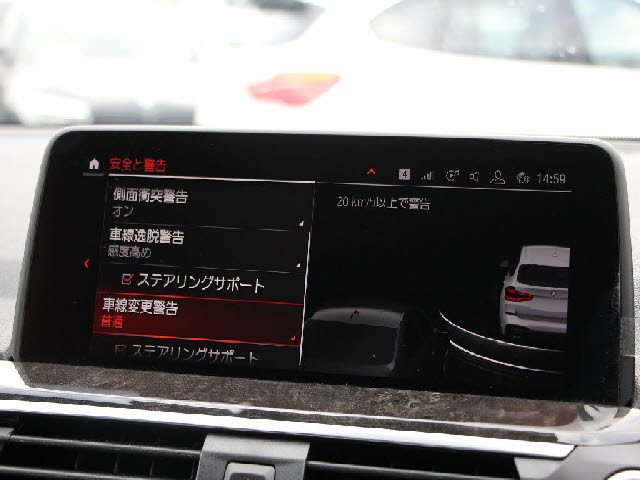 安全と警告
4
14:59
側面衝突警告
オン
車線逸脱警告
感度高め
ステアリングサポート
車線変更警告
普通
ステアリングサポート
20 km/h以上で警告